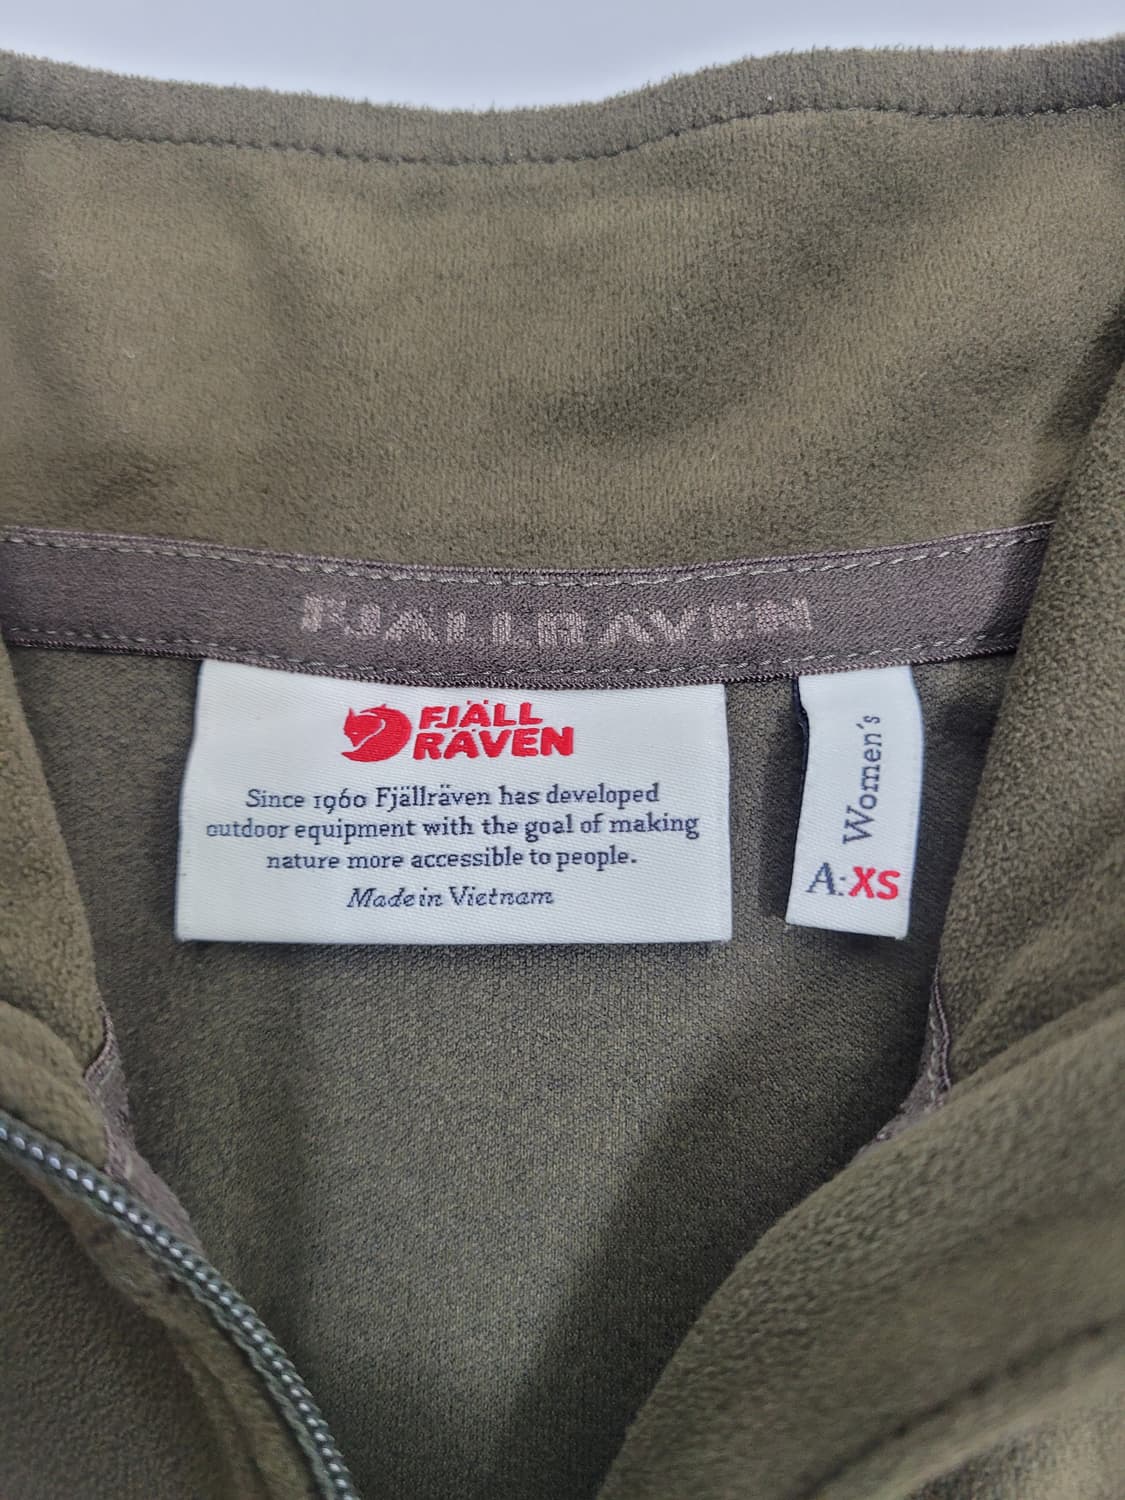 FJÄLLRÄVEN
FJÄLL
RÄVEN
Since 1960 Fjällräven has developed
outdoor equipment with the goal of making
nature more accessible to people.
Made in Vietnam
Women's
A:XS